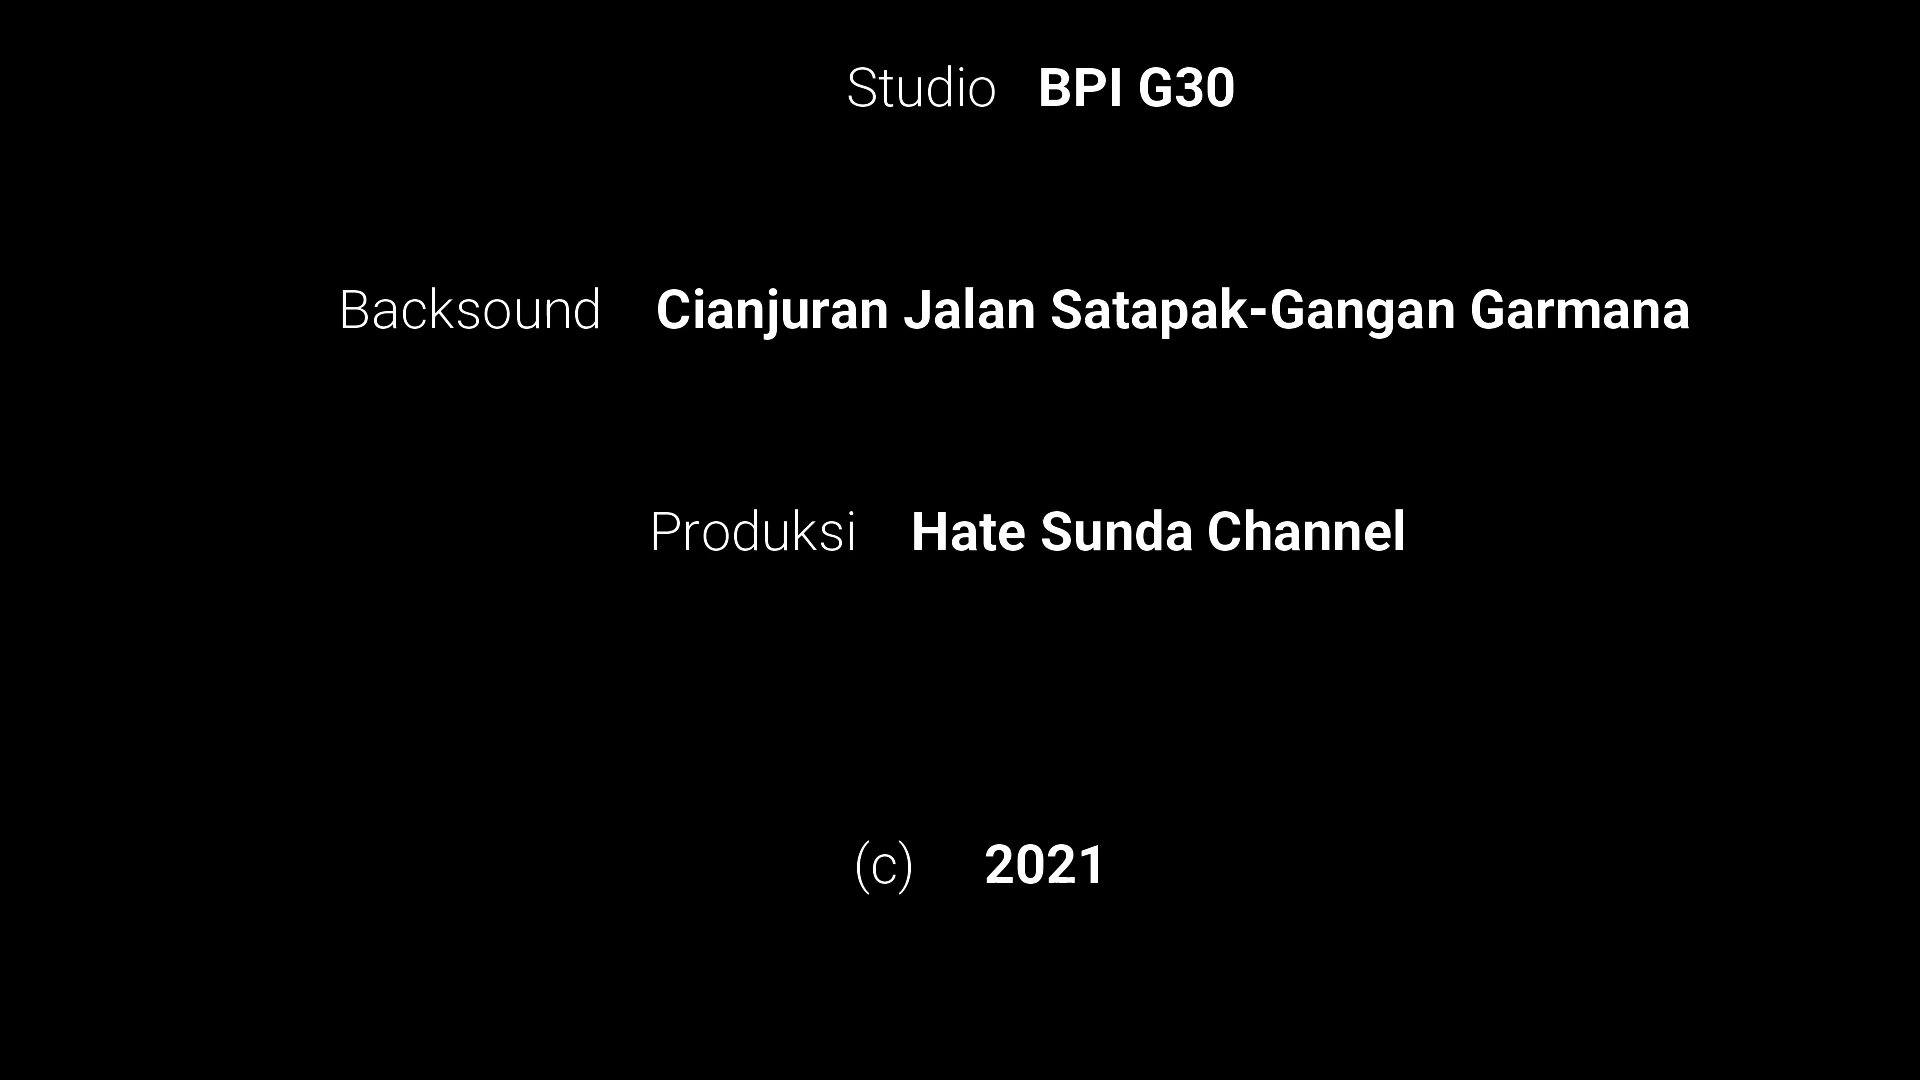 Studio BPI G30
Backsound Cianjuran Jalan Satapak-Gangan Garmana
Produksi Hate Sunda Channel
(c) 2021